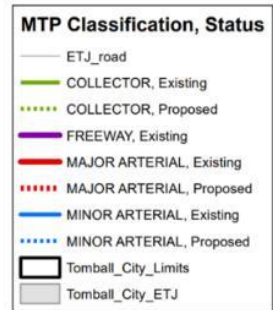 MTP Classification, Status
ETJ_road
COLLECTOR, Existing
COLLECTOR, Proposed
FREEWAY, Existing
MAJOR ARTERIAL, Existing
MAJOR ARTERIAL, Proposed
MINOR ARTERIAL, Existing
MINOR ARTERIAL, Proposed
Tomball_City_Limits
Tomball_City_ETJ